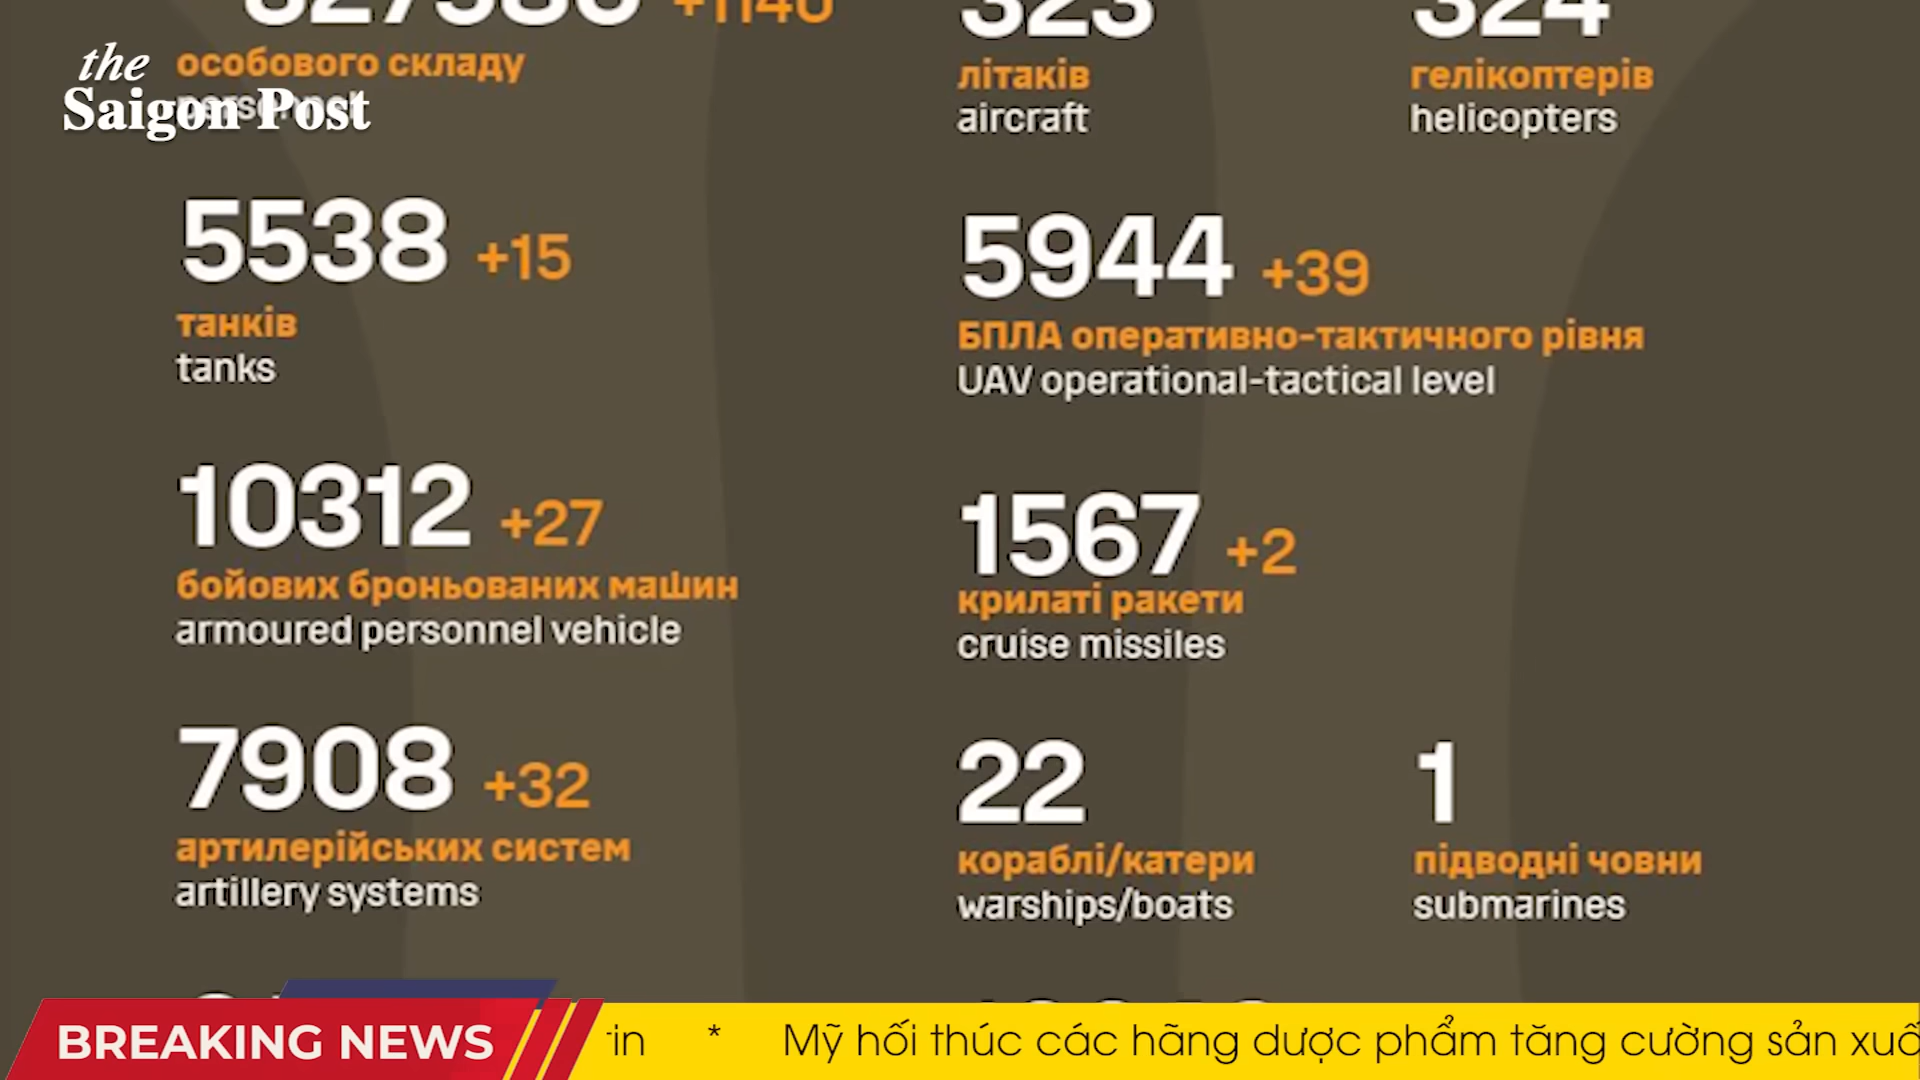 +1140
323
324
the
особового складу
літаків
гелікоптерів
Saigon Post
aircraft
helicopters
5538 +15
танків
tanks
5944 +39
БПЛА оперативно-тактичного рівня
UAV operational-tactical level
10312 +27
бойових броньованих машин
armoured personnel vehicle
1567 +2
крилаті ракети
cruise missiles
7908 +32
артилерійських систем
artillery systems
22
кораблі/катери
warships/boats
1
підводні човни
submarines
BREAKING NEWS
* Mỹ hối thúc các hãng dược phẩm tăng cường sản